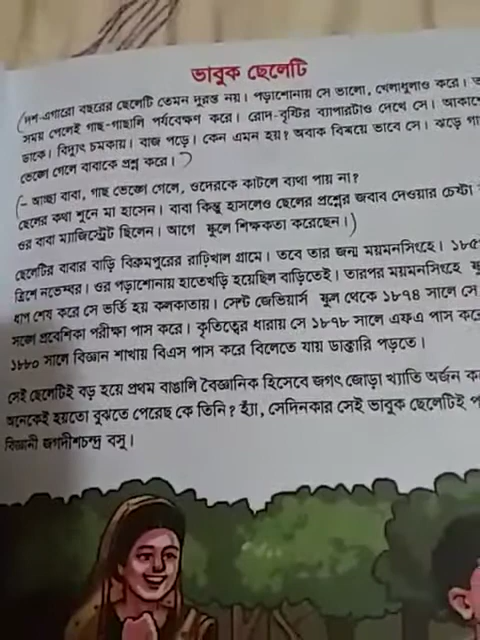 ভাবুক ছেলেটি
(দশ-এগারো বছরের ছেলেটি তেমন দুরন্ত নয়। পড়াশোনায় সে ভালো, খেলাধুলাও করে।
সময় পেলেই গাছ-গাছালি পর্যবেক্ষণ করে। রোদ-বৃষ্টির ব্যাপারটাও দেখে সে।
ডাকে। বিদ্যুৎ চমকায়। বাজ পড়ে। কেন এমন হয়? অবাক বিস্ময়ে ভাবে সে। ঝড়ে
ভেঙ্গে গেলে বাবাকে প্রশ্ন করে।)
(– আচ্ছা বাবা, গাছ ভেঙ্গে গেলে, ওদেরকে কাটলে ব্যথা পায় না?
ছেলের কথা শুনে মা হাসেন। বাবা কিন্তু হাসলেও ছেলের প্রশ্নের জবাব দেওয়ার চেষ্টা
ওর বাবা ম্যাজিস্ট্রেট ছিলেন। আগে স্কুলে শিক্ষকতা করেছেন।)
ছেলেটির বাবার বাড়ি বিক্রমপুরের রাঢ়িখাল গ্রামে। তবে তার জন্ম ময়মনসিংহে। ১৮৫
ত্রিশে নভেম্বর। ওর পড়াশোনায় হাতেখড়ি হয়েছিল বাড়িতেই। তারপর ময়মনসিংহে
ধাপ শেষ করে সে ভর্তি হয় কলকাতায়। সেন্ট জেভিয়ার্স স্কুল থেকে ১৮৭৪ সালে সে
সঙ্গে প্রবেশিকা পরীক্ষা পাস করে। কৃতিত্বের ধারায় সে ১৮৭৮ সালে এফএ পাস
১৮৮০ সালে বিজ্ঞান শাখায় বিএস পাস করে বিলেতে যায় ডাক্তারি পড়তে।
সেই ছেলেটিই বড় হয়ে প্রথম বাঙালি বৈজ্ঞানিক হিসেবে জগৎ জোড়া খ্যাতি অর্জন
অনেকেই হয়তো বুঝতে পেরেছ কে তিনি? হ্যাঁ, সেদিনকার সেই ভাবুক ছেলেটিই
বিজ্ঞানী জগদীশচন্দ্র বসু।